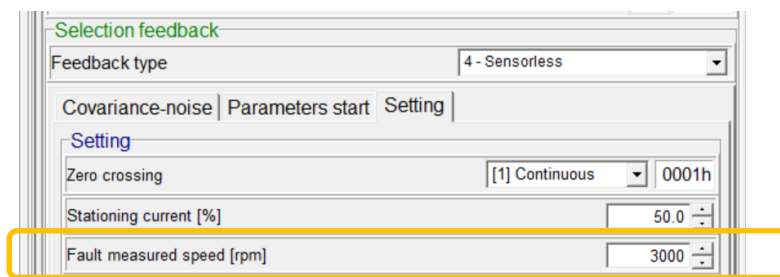 Selection feedback
Feedback type 4 - Sensorless
Covariance-noise Parameters start Setting
Setting
Zero crossing [1] Continuous 0001h
Stationing current [%] 50.0
Fault measured speed [rpm] 3000